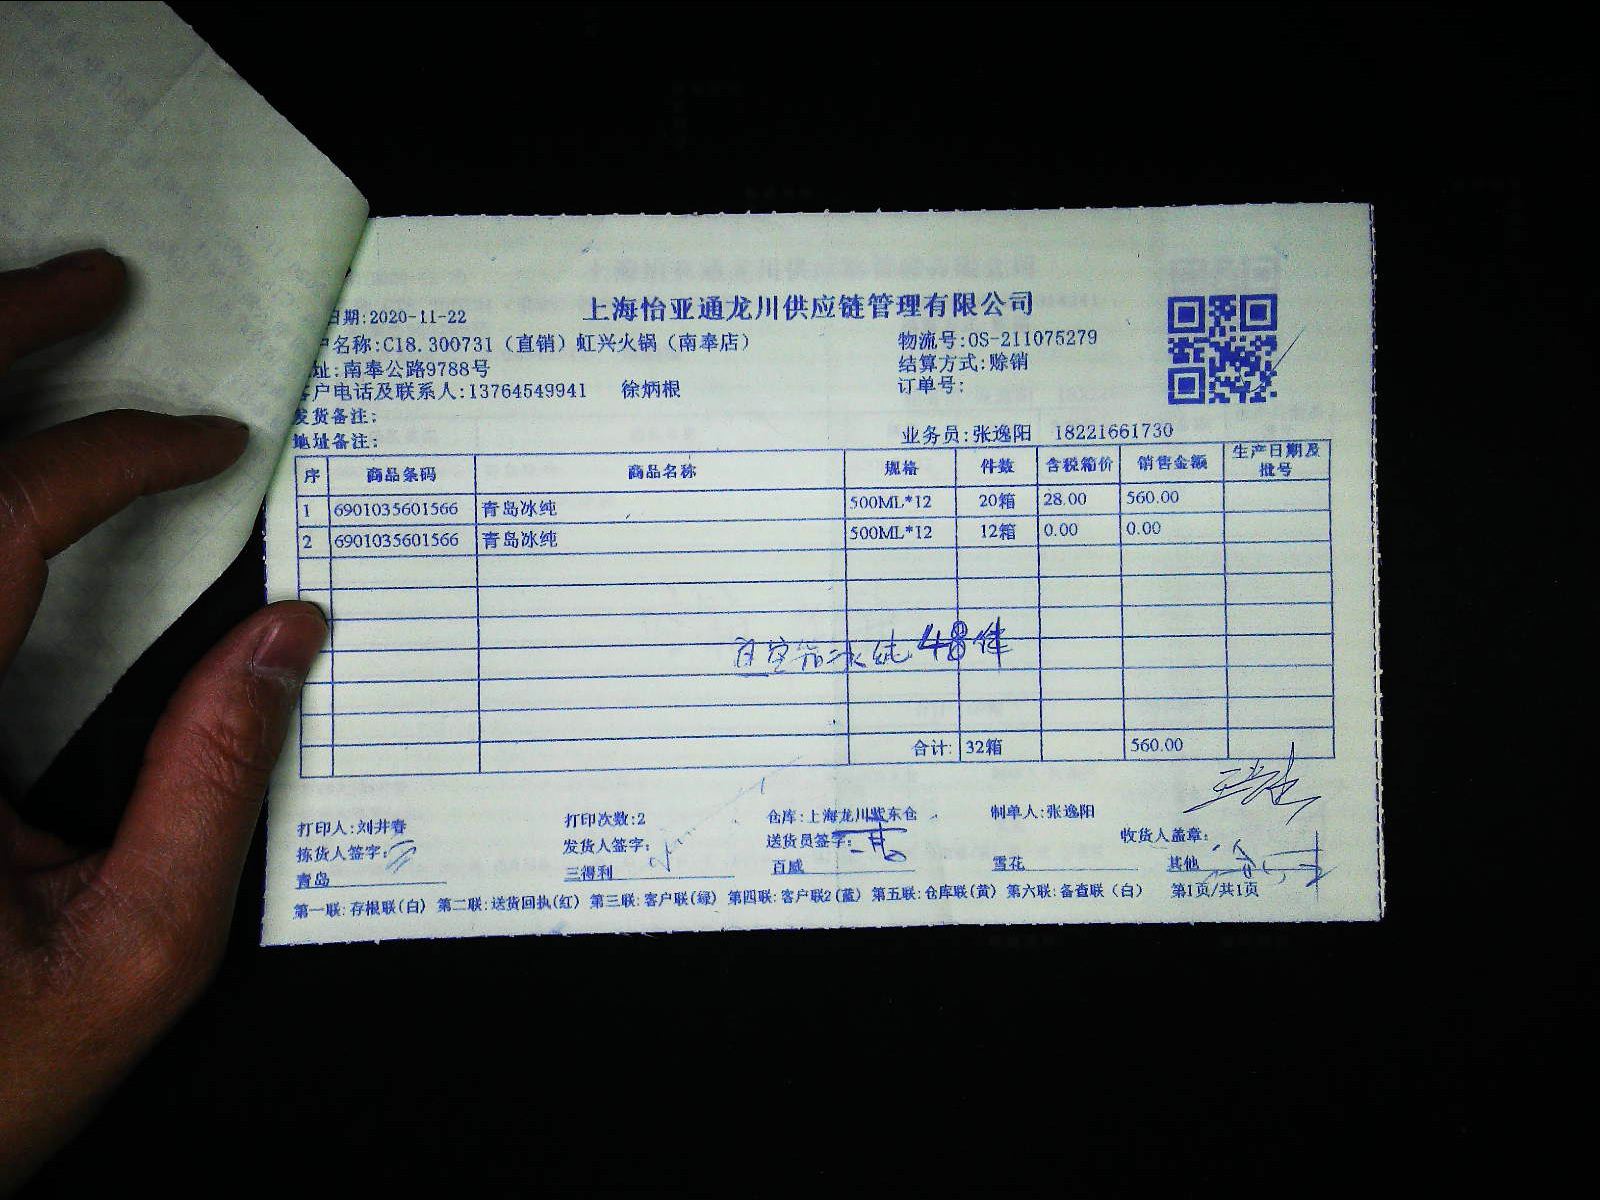 上海怡亚通龙川供应链管理有限公司
日期:2020-11-22
户名称:C18.300731（直销）虹兴火锅（南奉店）
物流号:OS-211075279
址:南奉公路9788号
结算方式:赊销
客户电话及联系人:13764549941 徐炳根
订单号:
发货备注:
地址备注:
业务员:张逸阳 18221661730
序 商品条码 商品名称 规格 件数 含税箱价 销售金额 生产日期及批号
1 6901035601566 青岛冰纯 500ML*12 20箱 28.00 560.00
2 6901035601566 青岛冰纯 500ML*12 12箱 0.00 0.00
冰纯 48件
合计: 32箱 560.00
打印人:刘井春 打印次数:2 仓库:上海龙川紫东仓 制单人:张逸阳
拣货人签字: 发货人签字: 送货员签字: 收货人盖章:
青岛 三得利 百威 雪花 其他
第一联:存根联(白) 第二联:送货回执(红) 第三联:客户联(绿) 第四联:客户联2(蓝) 第五联:仓库联(黄) 第六联:备查联（白） 第1页/共1页